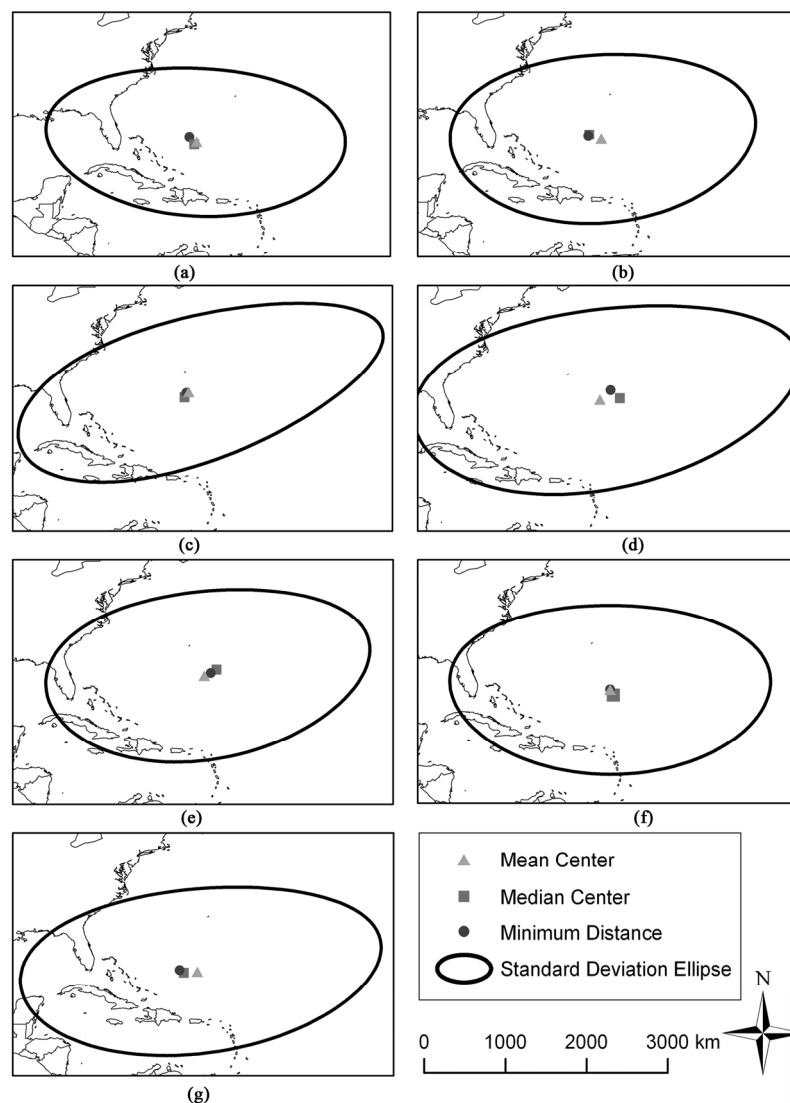 (a)
(b)
(c)
(d)
(e)
(f)
Mean Center
Median Center
Minimum Distance
Standard Deviation Ellipse
N
0 1000 2000 3000 km
(g)